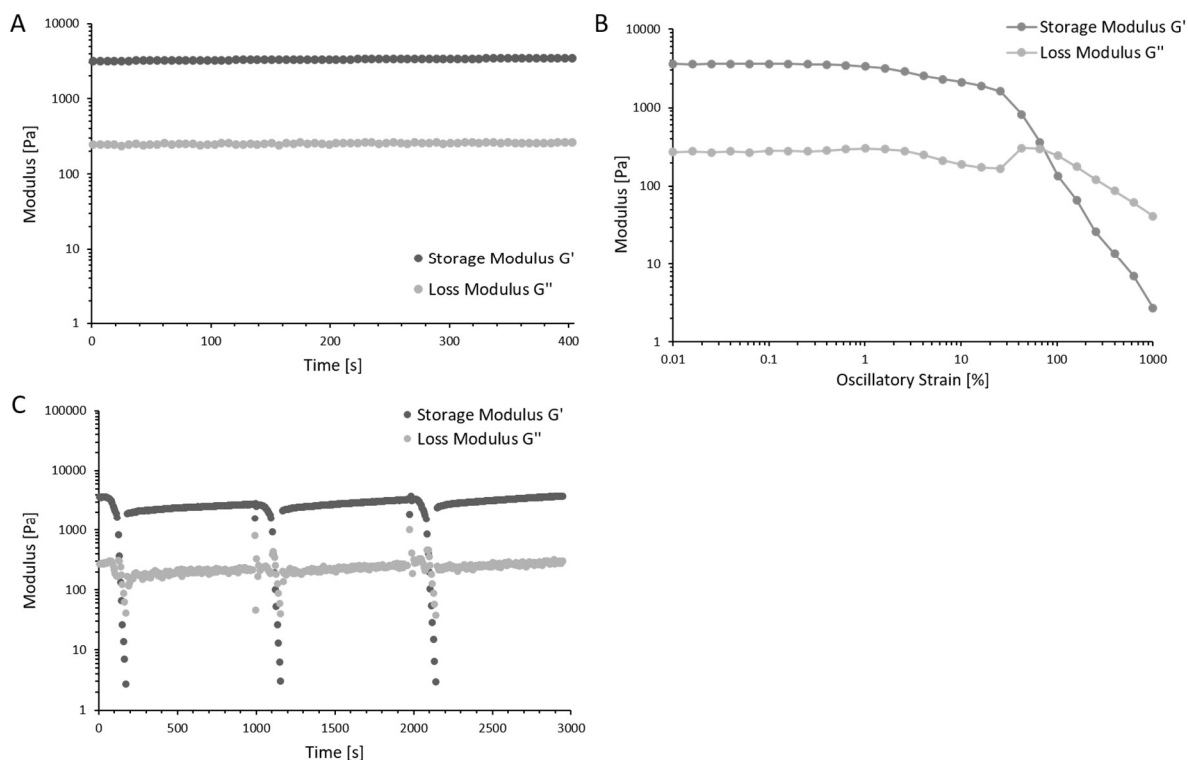 A
10000
1000
100
10
1
Modulus [Pa]
Storage Modulus G'
Loss Modulus G"
0 100 200 300 400
Time [s]
B
Storage Modulus G'
Loss Modulus G"
10000
1000
100
10
1
Modulus [Pa]
0.01 0.1 1 10 100 1000
Oscillatory Strain [%]
C
Storage Modulus G'
Loss Modulus G"
100000
10000
1000
100
10
1
Modulus [Pa]
0 500 1000 1500 2000 2500 3000
Time [s]